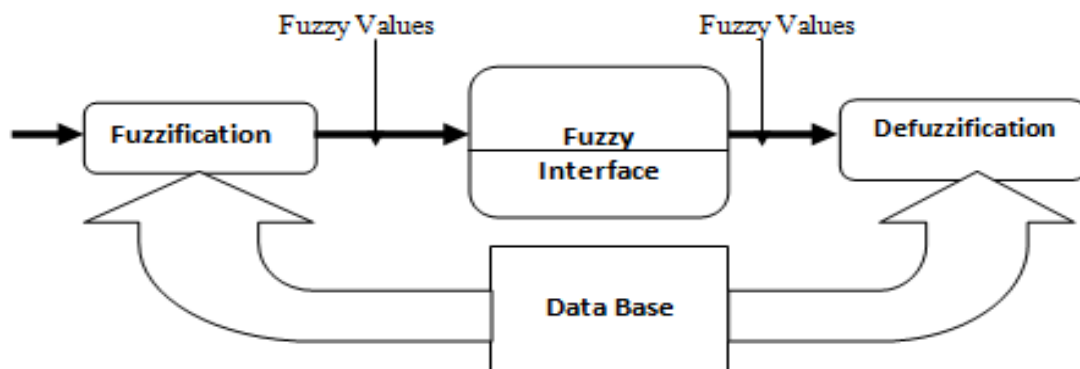 Fuzzy Values
Fuzzy Values
Fuzzification
Fuzzy
Interface
Defuzzification
Data Base